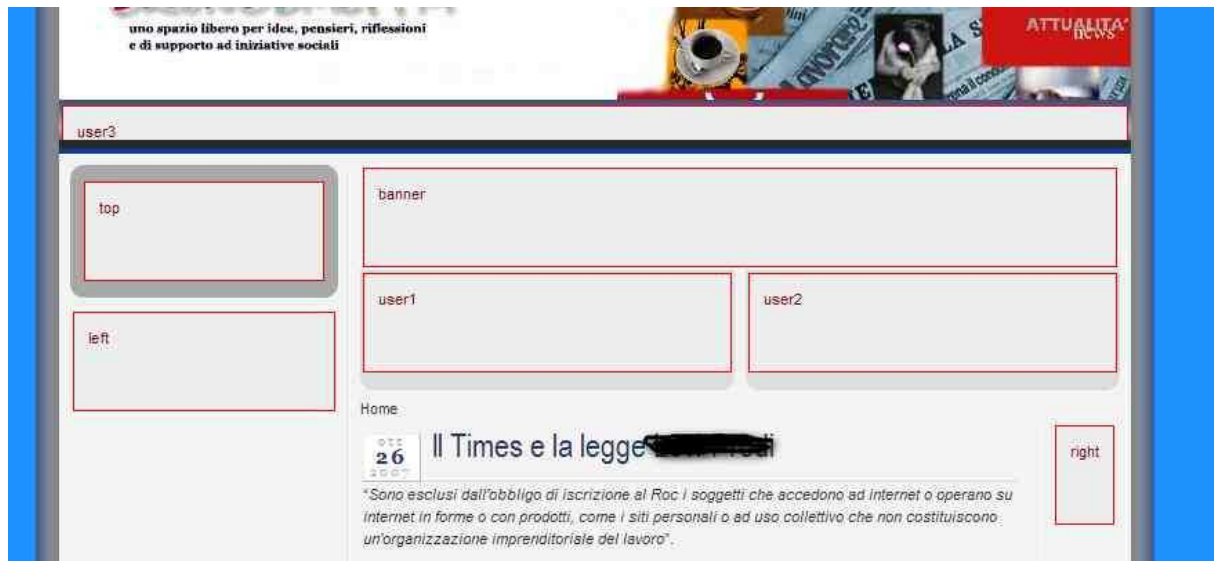 uno spazio libero per idee, pensieri, riflessioni
e di supporto ad iniziative sociali
lavorare
ATTUALITA'
news
user3
top
banner
user1
user2
left
Home
26
2007
Il Times e la legge
right
"Sono esclusi dall'obbligo di iscrizione al Roc i soggetti che accedono ad internet o operano su
internet in forme o con prodotti, come i siti personali o ad uso collettivo che non costituiscono
un'organizzazione imprenditoriale del lavoro".